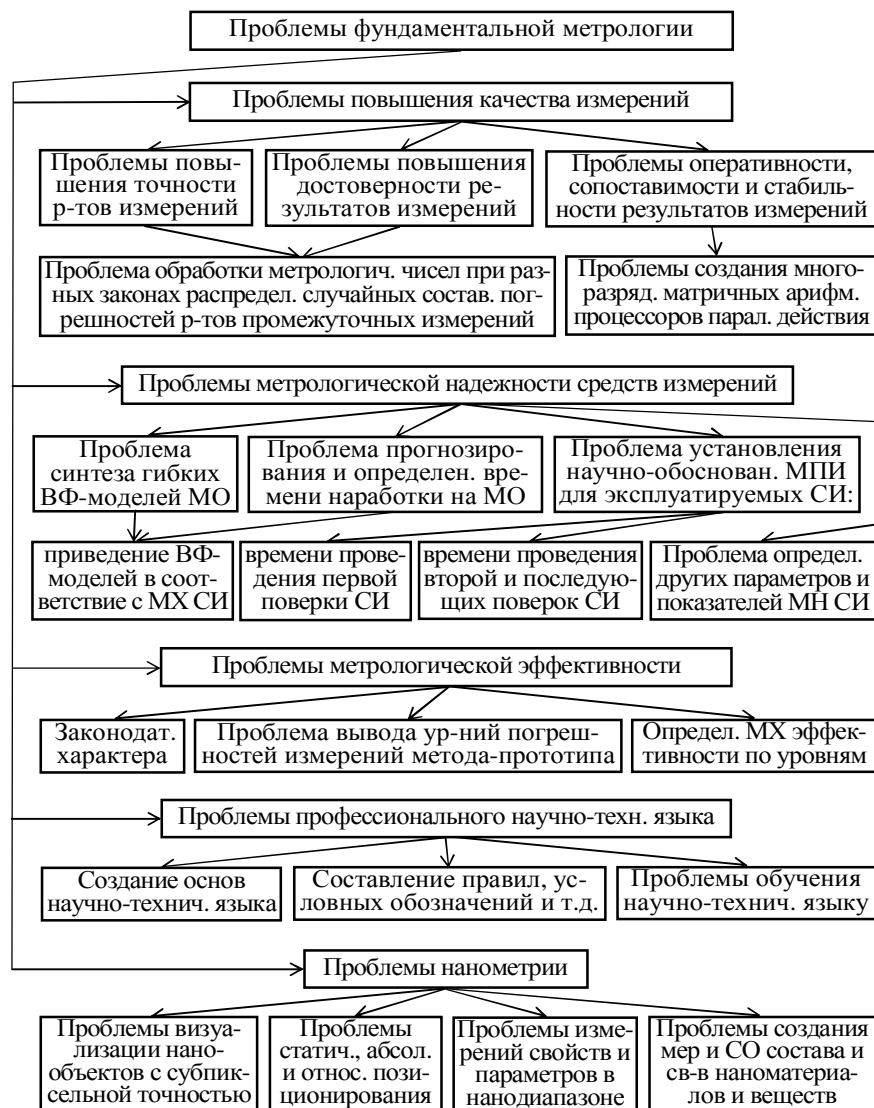 Проблемы фундаментальной метрологии
Проблемы повышения качества измерений
Проблемы повы-
шения точности
р-тов измерений
Проблемы повышения
достоверности ре-
зультатов измерений
Проблемы оперативности,
сопоставимости и стабиль-
ности результатов измерений
Проблема обработки метрологич. чисел при раз-
ных законах распредел. случайных состав. пог-
решностей р-тов промежуточных измерений
Проблемы создания много-
разряд. матричных арифм.
процессоров парал. действия
Проблемы метрологической надежности средств измерений
Проблема
синтеза гибких
ВФ-моделей МО
Проблема прогнозиро-
вания и определен. вре-
мени наработки на МО
Проблема установления
научно-обоснован. МПИ
для эксплуатируемых СИ:
приведение ВФ-
моделей в соот-
ветствие с МХ СИ
времени прове-
дения первой
поверки СИ
времени проведения
второй и последую-
щих поверок СИ
Проблема определ.
других параметров и
показателей МН СИ
Проблемы метрологической эффективности
Законодат.
характера
Проблема вывода ур-ний погреш-
ностей измерений метода-прототипа
Определ. МХ эффек-
тивности по уровням
Проблемы профессионального научно-техн. языка
Создание основ
научно-технич. языка
Составление правил, ус-
ловных обозначений и т.д.
Проблемы обучения
научно-технич. языку
Проблемы нанометрии
Проблемы визуа-
лизации нано-
объектов с субпик-
сельной точностью
Проблемы
статич., абсол.
и относ. пози-
ционирования
Проблемы изме-
рений свойств и
параметров в
нанодиапазоне
Проблемы создания
мер и СО состава и
св-в наноматериа-
лов и веществ